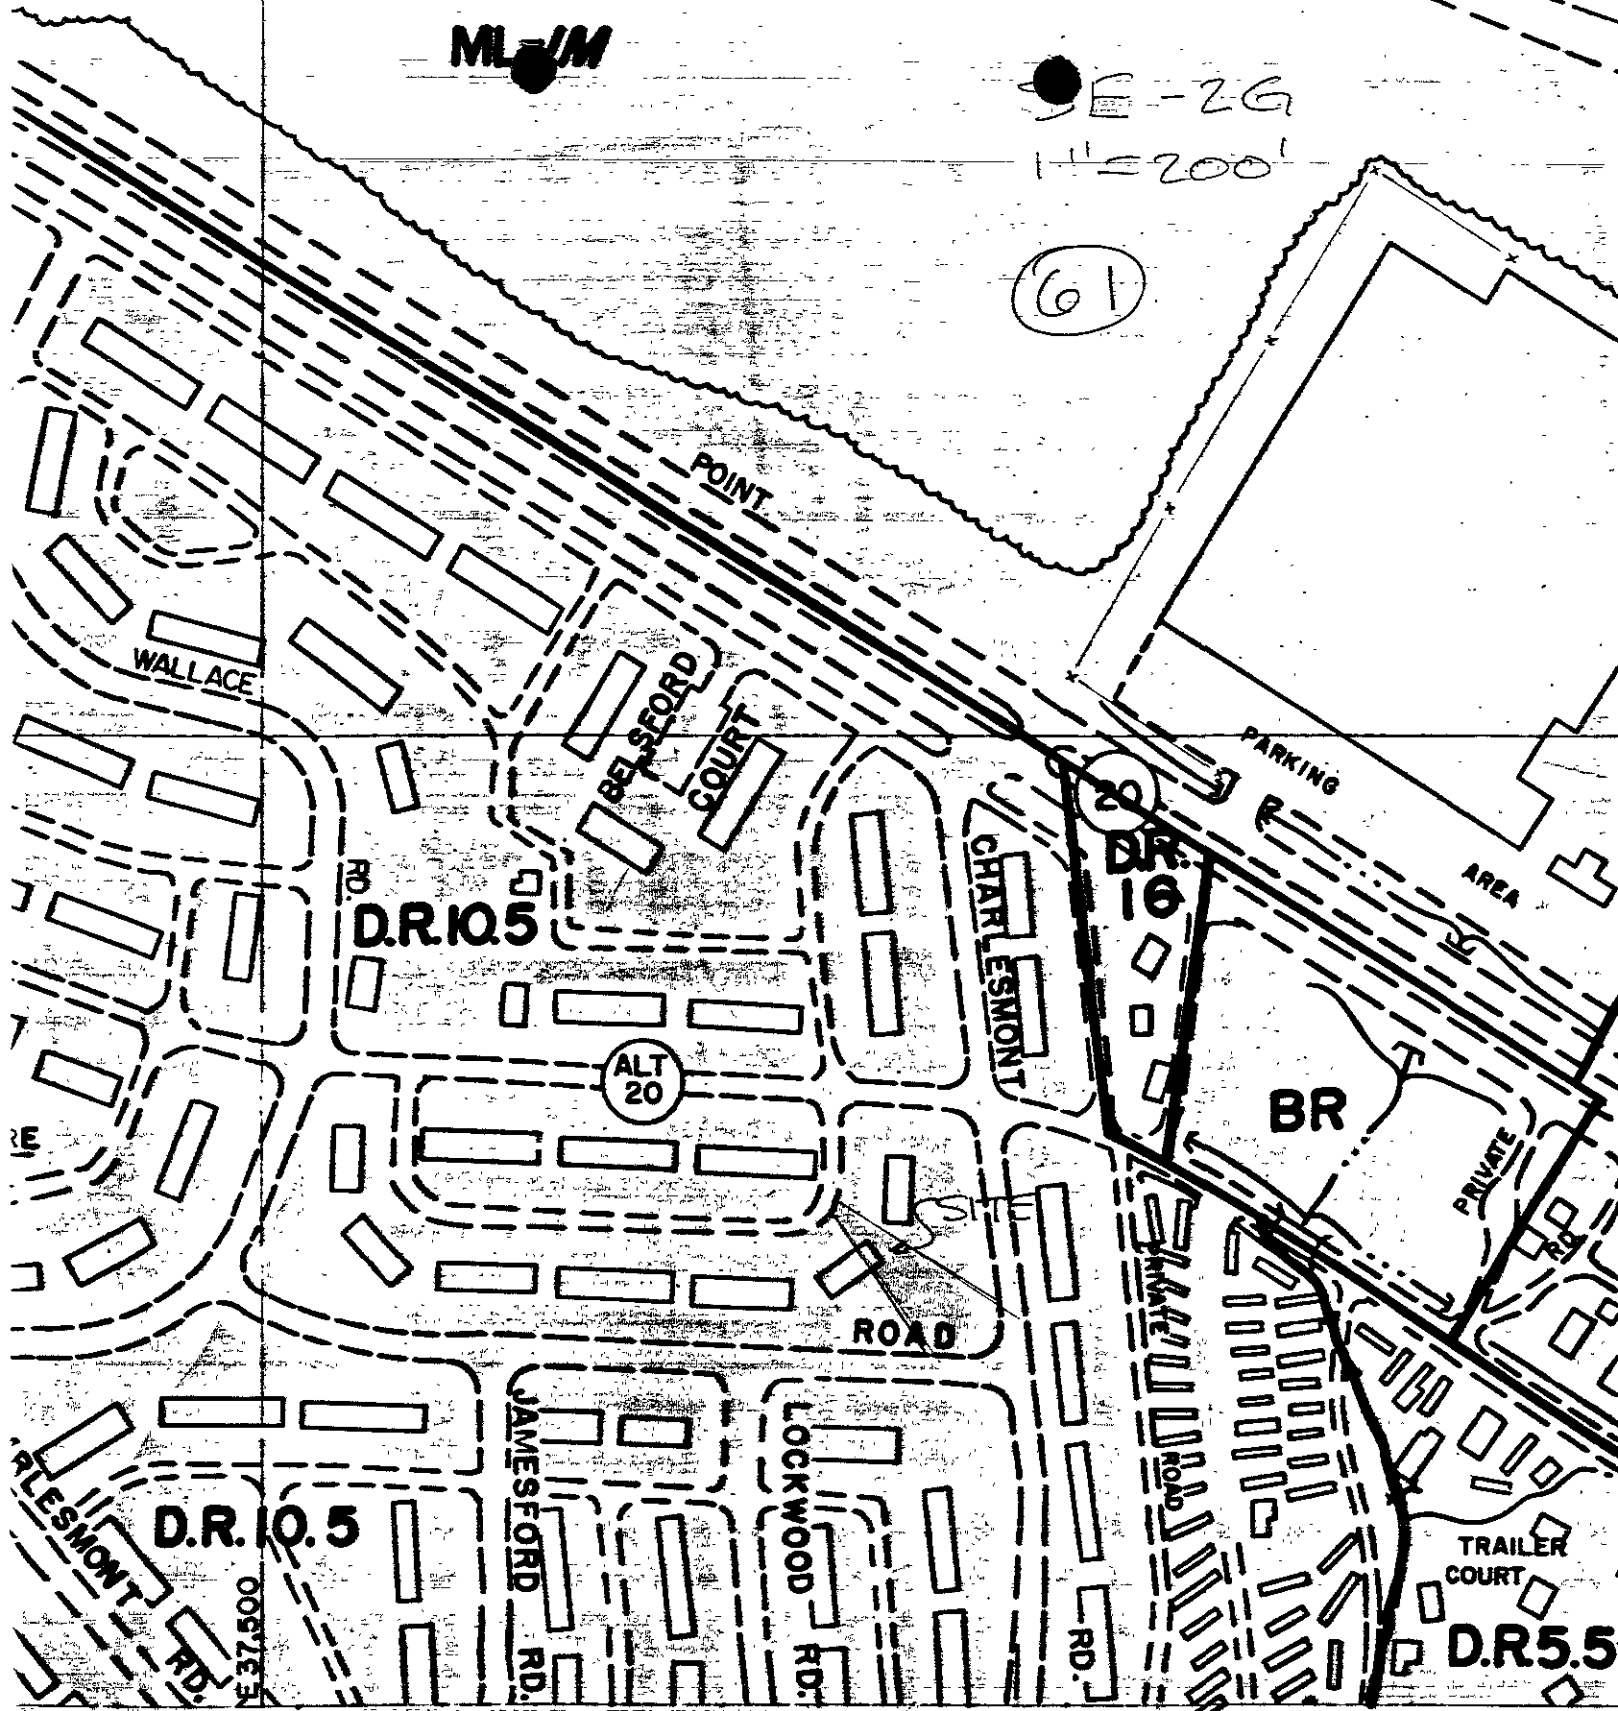 ML-IM
SE-2G
1"=200'
61
POINT
WALLACE
RD.
BELSFORD
COURT
PARKING
AREA
20
D.R.
16
CHARLESMONT
D.R.10.5
ALT
20
BR
PRIVATE
RD.
SITE
PRIVATE
ROAD
ROAD
JAMESFORD
RD.
LOCKWOOD
RD.
RD.
RLESMONT
RD.
D.R.10.5
E 37,500
TRAILER
COURT
D.R.5.5